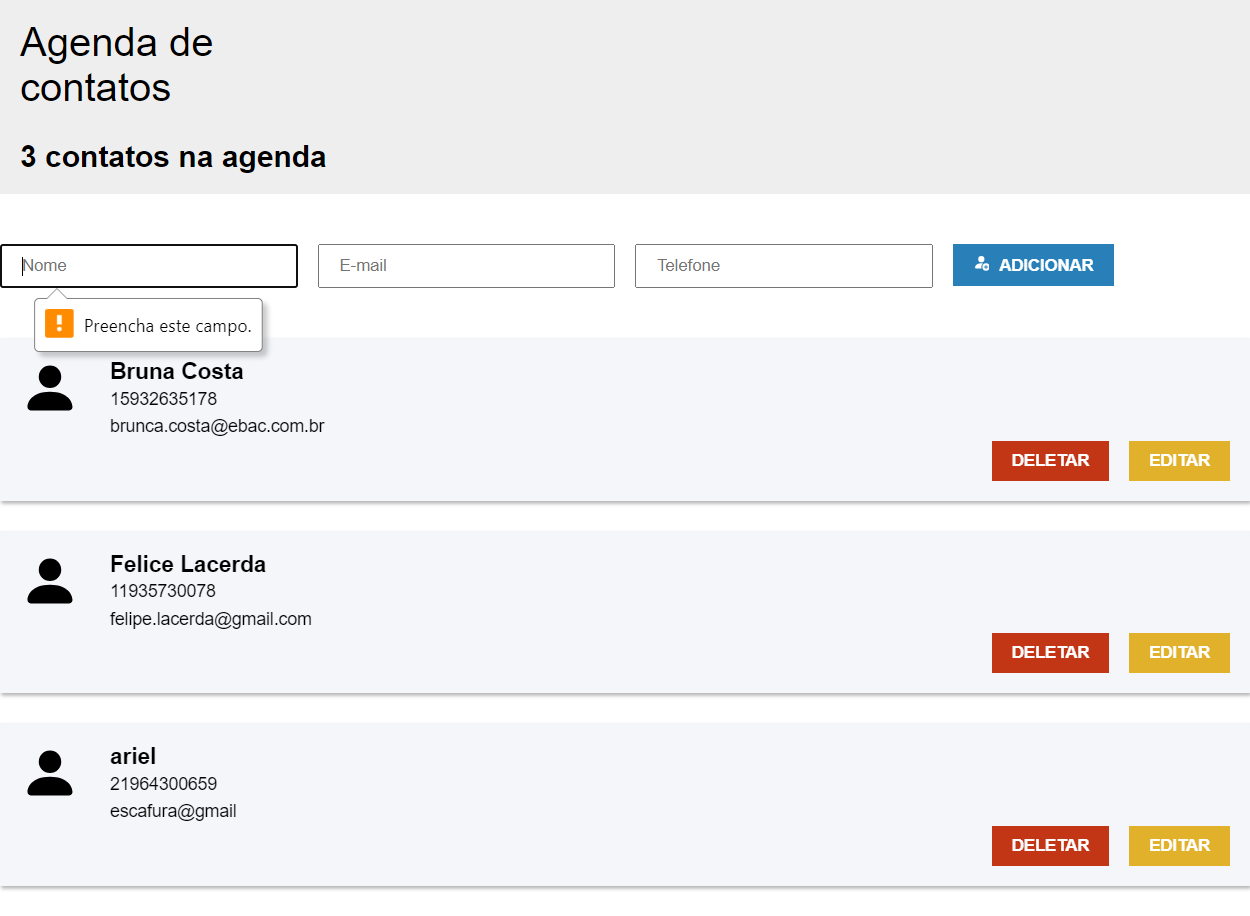 Agenda de
contatos
3 contatos na agenda
Nome
E-mail
Telefone
ADICIONAR
Preencha este campo.
Bruna Costa
15932635178
brunca.costa@ebac.com.br
DELETAR
EDITAR
Felice Lacerda
11935730078
felipe.lacerda@gmail.com
DELETAR
EDITAR
ariel
21964300659
escafura@gmail
DELETAR
EDITAR